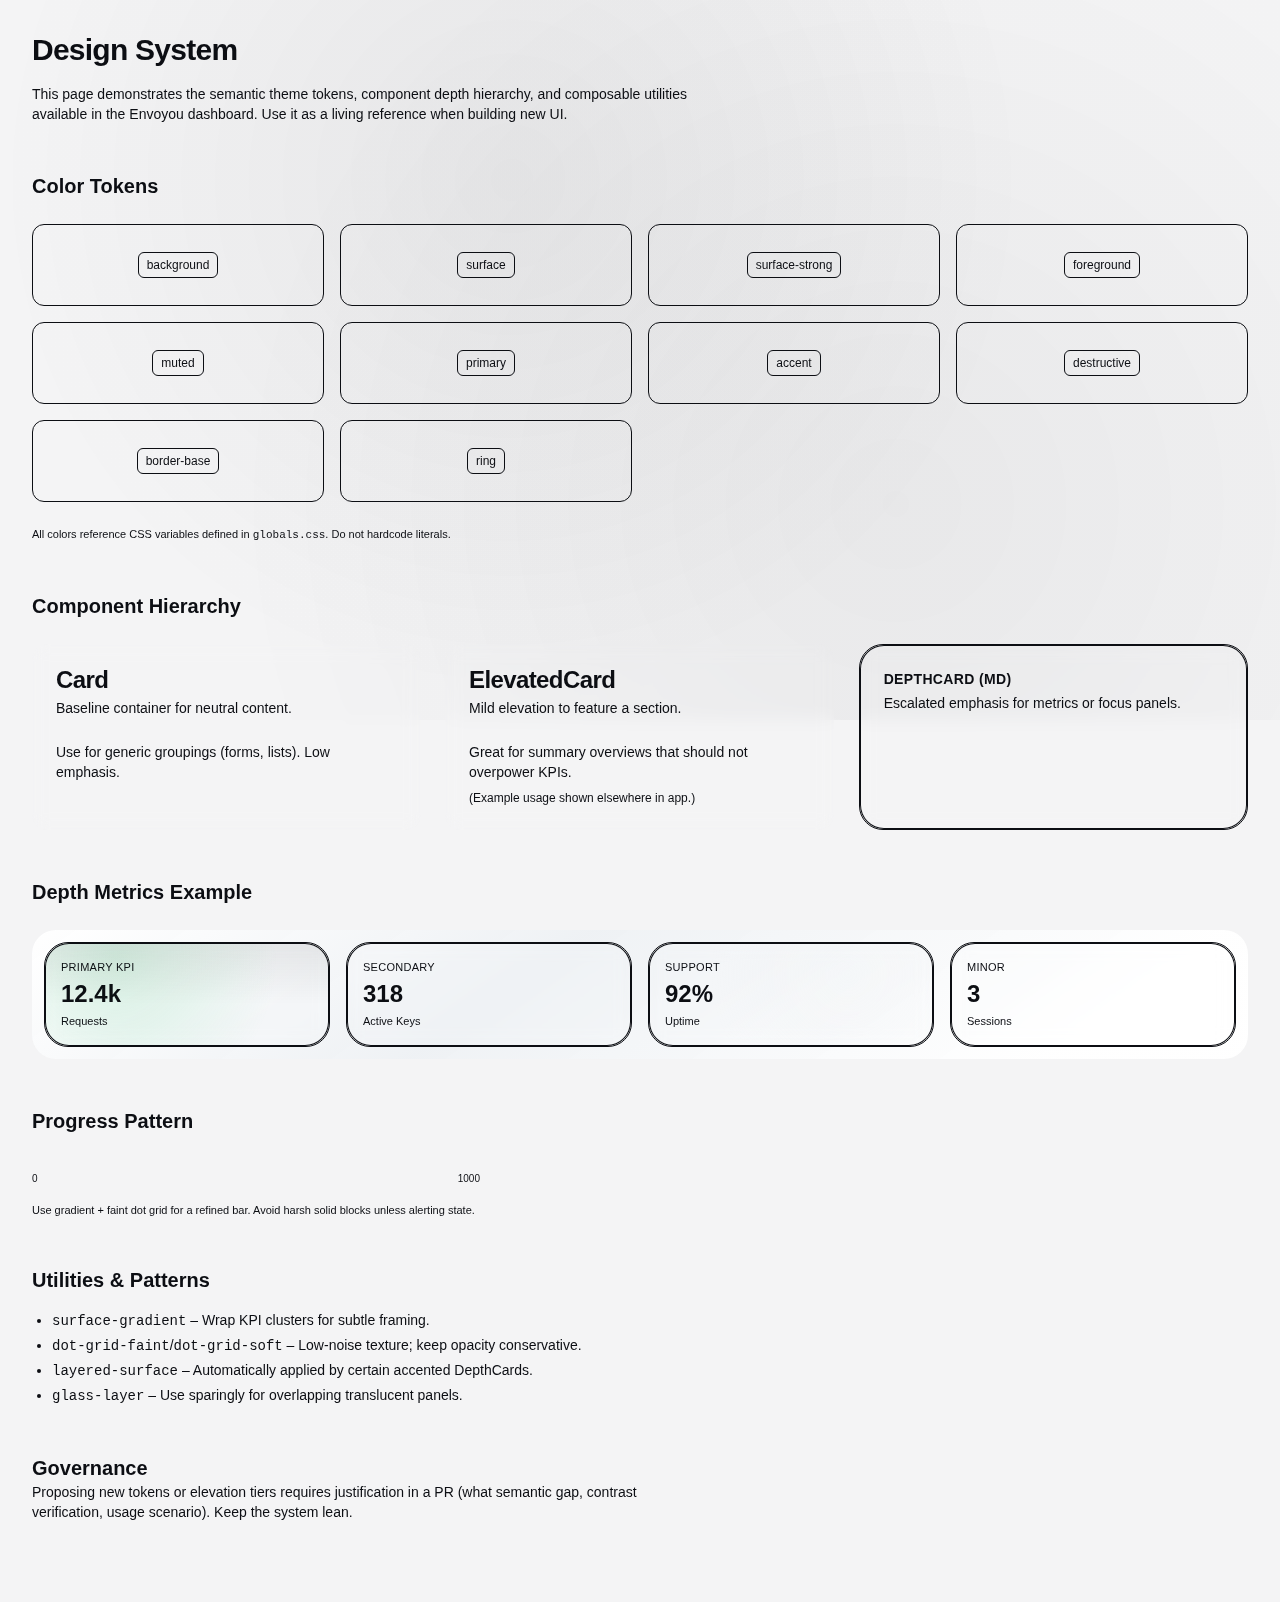 Design System
This page demonstrates the semantic theme tokens, component depth hierarchy, and composable utilities
available in the Envoyou dashboard. Use it as a living reference when building new UI.
Color Tokens
background
surface
surface-strong
foreground
muted
primary
accent
destructive
border-base
ring
All colors reference CSS variables defined in globals.css. Do not hardcode literals.
Component Hierarchy
Card
Baseline container for neutral content.
Use for generic groupings (forms, lists). Low
emphasis.
ElevatedCard
Mild elevation to feature a section.
Great for summary overviews that should not
overpower KPIs.
(Example usage shown elsewhere in app.)
DEPTHCARD (MD)
Escalated emphasis for metrics or focus panels.
Depth Metrics Example
PRIMARY KPI
12.4k
Requests
SECONDARY
318
Active Keys
SUPPORT
92%
Uptime
MINOR
3
Sessions
Progress Pattern
0
1000
Use gradient + faint dot grid for a refined bar. Avoid harsh solid blocks unless alerting state.
Utilities & Patterns
• surface-gradient – Wrap KPI clusters for subtle framing.
• dot-grid-faint/dot-grid-soft – Low-noise texture; keep opacity conservative.
• layered-surface – Automatically applied by certain accented DepthCards.
• glass-layer – Use sparingly for overlapping translucent panels.
Governance
Proposing new tokens or elevation tiers requires justification in a PR (what semantic gap, contrast
verification, usage scenario). Keep the system lean.